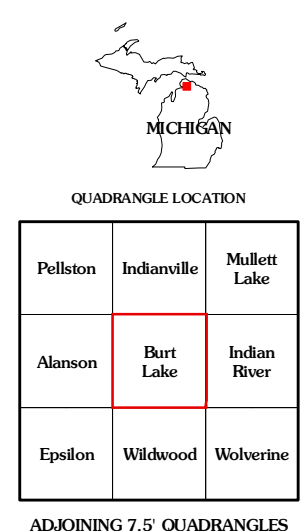 MICHIGAN
QUADRANGLE LOCATION
Pellston
Indianville
Mullett
Lake
Alanson
Burt
Lake
Indian
River
Epsilon
Wildwood
Wolverine
ADJOINING 7.5' QUADRANGLES